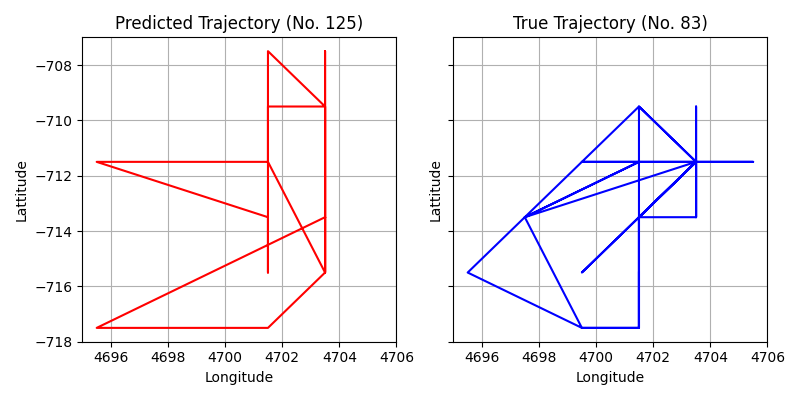 Predicted Trajectory (No. 125)
True Trajectory (No. 83)
Lattitude
−708
−710
−712
−714
−716
−718
4696 4698 4700 4702 4704 4706
Longitude
Lattitude
4696 4698 4700 4702 4704 4706
Longitude